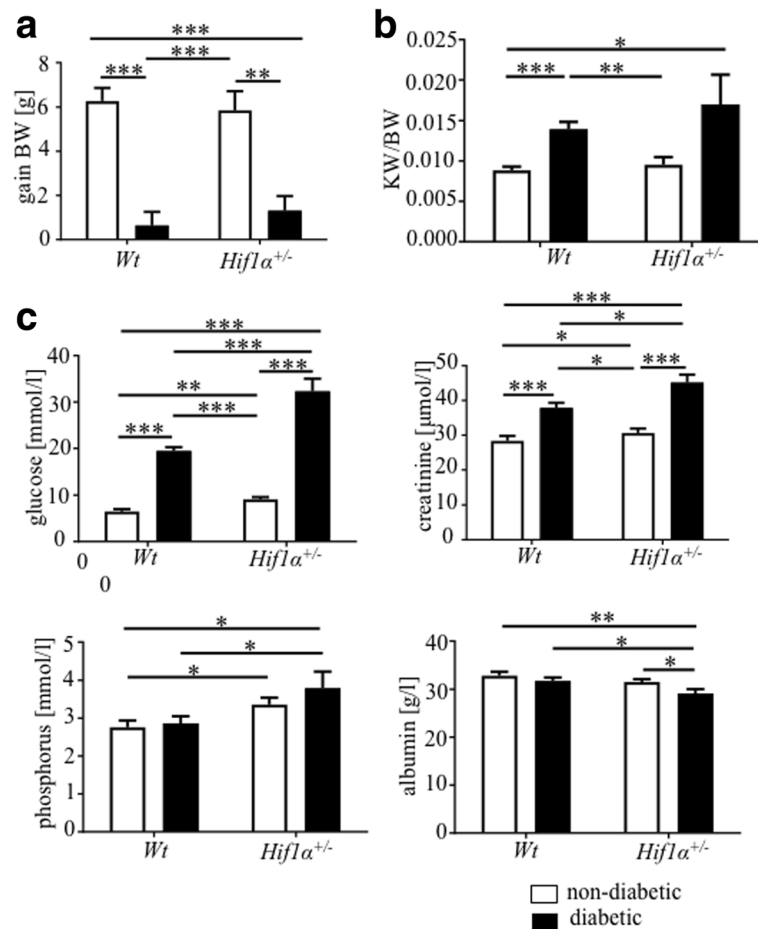 a
***
***
***
**
8
6
4
2
0
gain BW [g]
Wt
Hif1α+/-
b
*
***
**
0.025
0.020
0.015
0.010
0.005
0.000
KW/BW
Wt
Hif1α+/-
c
***
***
***
**
***
***
40
30
20
10
0
glucose [mmol/l]
0
0
Wt
Hif1α+/-
***
*
*
*
***
***
50
40
30
20
10
0
creatinine [µmol/l]
Wt
Hif1α+/-
*
*
*
5
4
3
2
1
0
phosphorus [mmol/l]
Wt
Hif1α+/-
**
*
*
40
30
20
10
0
albumin [g/l]
Wt
Hif1α+/-
non-diabetic
diabetic